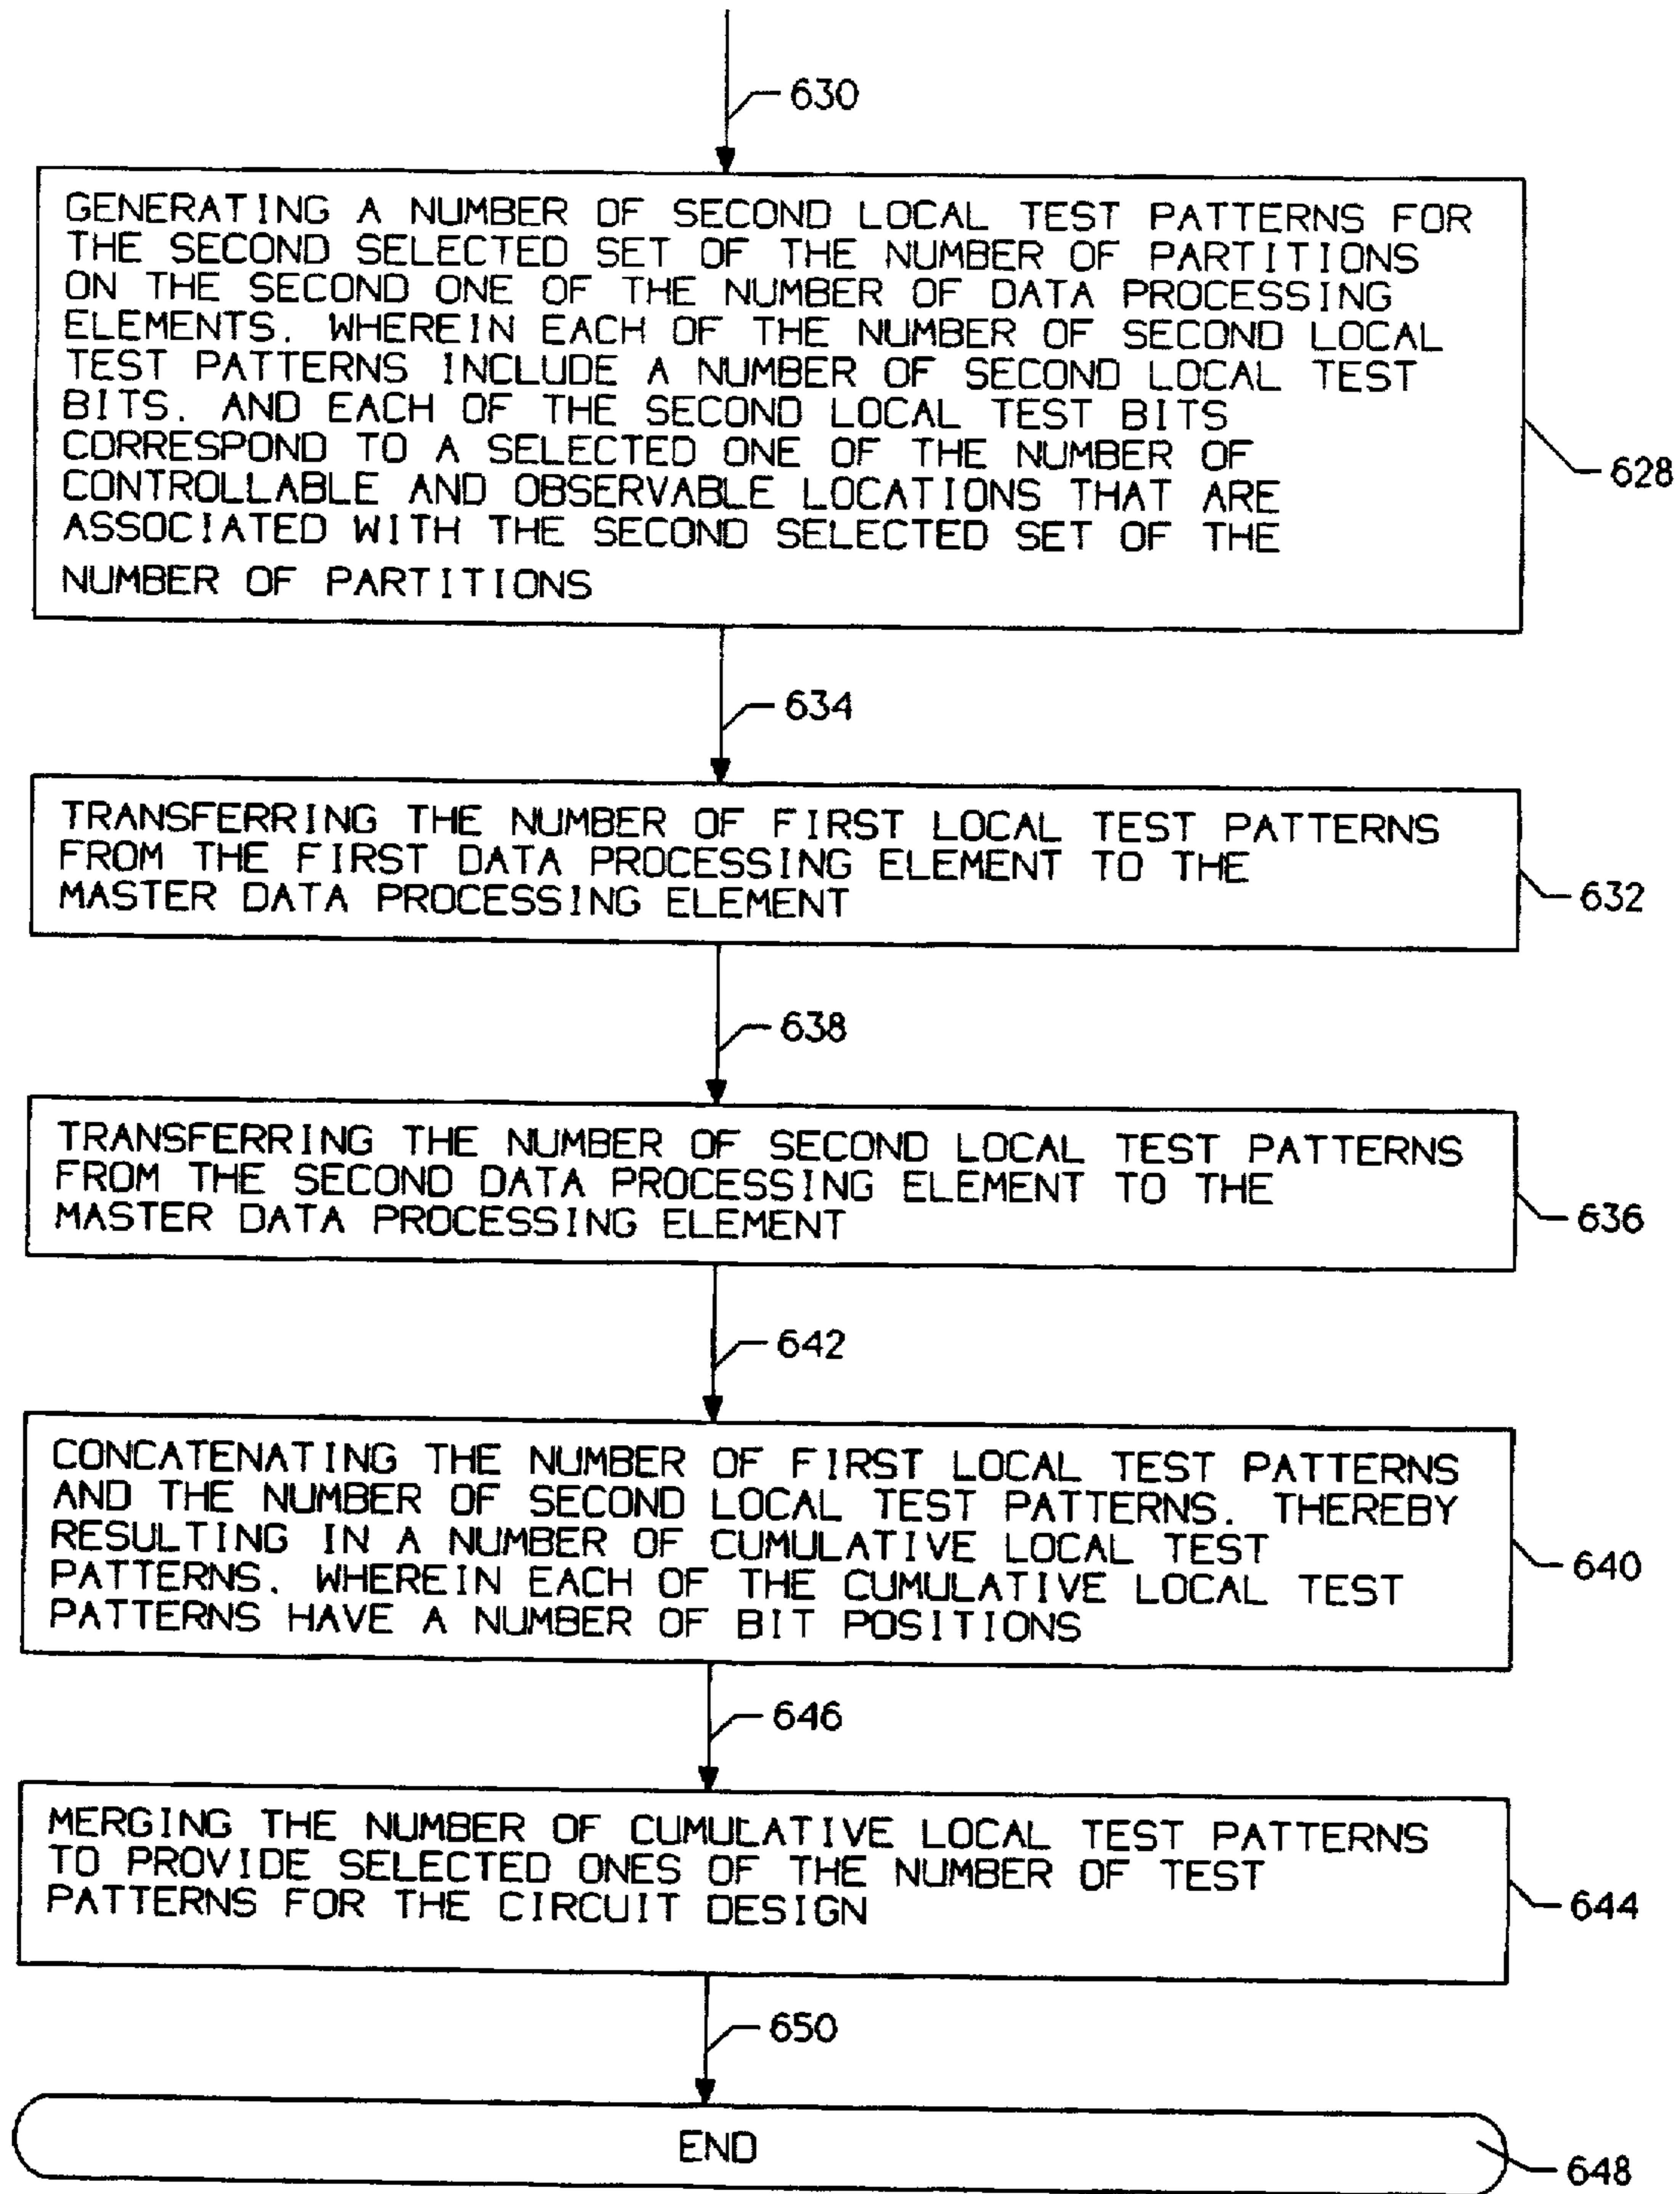 630
GENERATING A NUMBER OF SECOND LOCAL TEST PATTERNS FOR
THE SECOND SELECTED SET OF THE NUMBER OF PARTITIONS
ON THE SECOND ONE OF THE NUMBER OF DATA PROCESSING
ELEMENTS. WHEREIN EACH OF THE NUMBER OF SECOND LOCAL
TEST PATTERNS INCLUDE A NUMBER OF SECOND LOCAL TEST
BITS. AND EACH OF THE SECOND LOCAL TEST BITS
CORRESPOND TO A SELECTED ONE OF THE NUMBER OF
CONTROLLABLE AND OBSERVABLE LOCATIONS THAT ARE
ASSOCIATED WITH THE SECOND SELECTED SET OF THE
NUMBER OF PARTITIONS
628
634
TRANSFERRING THE NUMBER OF FIRST LOCAL TEST PATTERNS
FROM THE FIRST DATA PROCESSING ELEMENT TO THE
MASTER DATA PROCESSING ELEMENT
632
638
TRANSFERRING THE NUMBER OF SECOND LOCAL TEST PATTERNS
FROM THE SECOND DATA PROCESSING ELEMENT TO THE
MASTER DATA PROCESSING ELEMENT
636
642
CONCATENATING THE NUMBER OF FIRST LOCAL TEST PATTERNS
AND THE NUMBER OF SECOND LOCAL TEST PATTERNS. THEREBY
RESULTING IN A NUMBER OF CUMULATIVE LOCAL TEST
PATTERNS. WHEREIN EACH OF THE CUMULATIVE LOCAL TEST
PATTERNS HAVE A NUMBER OF BIT POSITIONS
640
646
MERGING THE NUMBER OF CUMULATIVE LOCAL TEST PATTERNS
TO PROVIDE SELECTED ONES OF THE NUMBER OF TEST
PATTERNS FOR THE CIRCUIT DESIGN
644
650
END
648